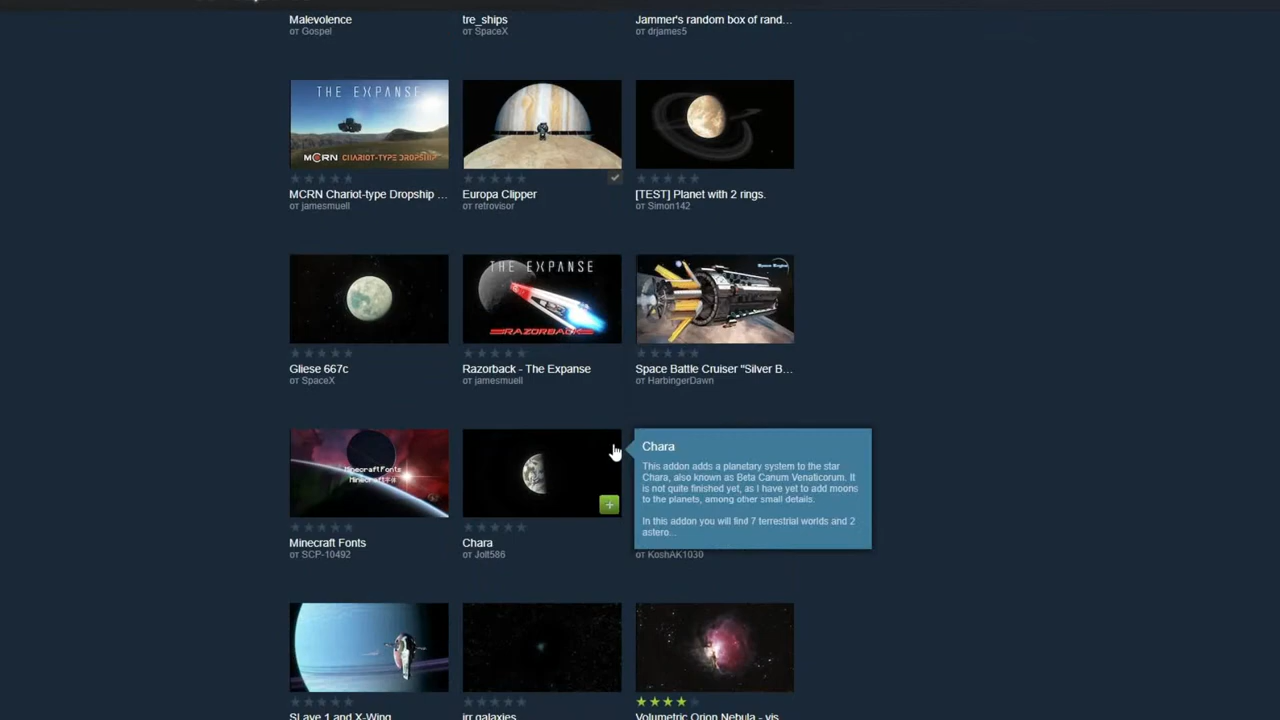 Malevolence
от Gospel
tre_ships
от SpaceX
Jammer's random box of rand...
от drjames5
THE EXPANSE
MCRN CHARIOT-TYPE DROPSHIP
MCRN Chariot-type Dropship ...
от jamesmuell
Europa Clipper
от retrovisor
[TEST] Planet with 2 rings.
от Simon142
Gliese 667c
от SpaceX
THE EXPANSE
RAZORBACK
Razorback - The Expanse
от jamesmuell
Space Engine
Space Battle Cruiser "Silver B...
от HarbingerDawn
Minecraft Fonts
Minecraft
Minecraft Fonts
от SCP-10492
Chara
от Jolt586
Chara
This addon adds a planetary system to the star
Chara, also known as Beta Canum Venaticorum. It
is not quite finished yet, as I have yet to add moons
to the planets, among other small details.
In this addon you will find 7 terrestrial worlds and 2
astero...
от KoshAK1030
SLave 1 and X-Wing
irr galaxies
Volumetric Orion Nebula - vis